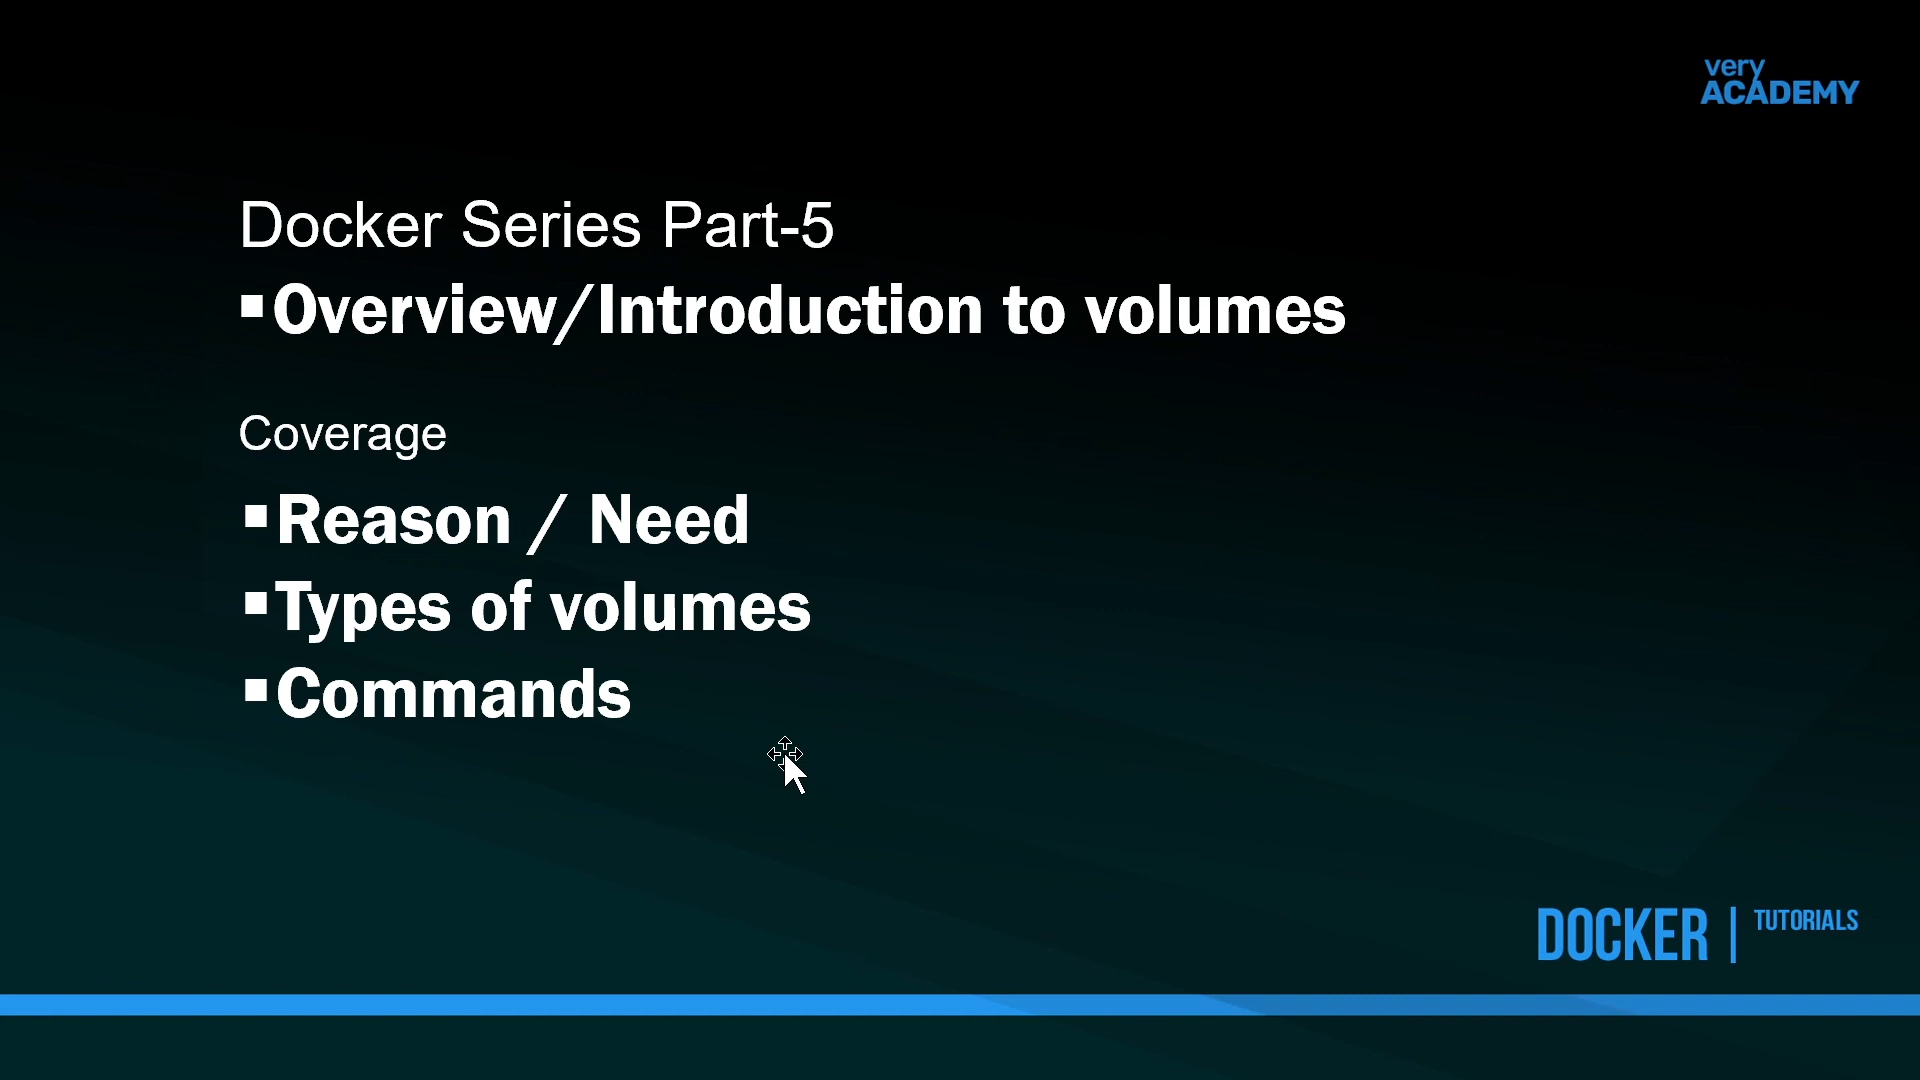 very
ACADEMY
Docker Series Part-5
▪Overview/Introduction to volumes
Coverage
▪Reason / Need
▪Types of volumes
▪Commands
DOCKER | TUTORIALS